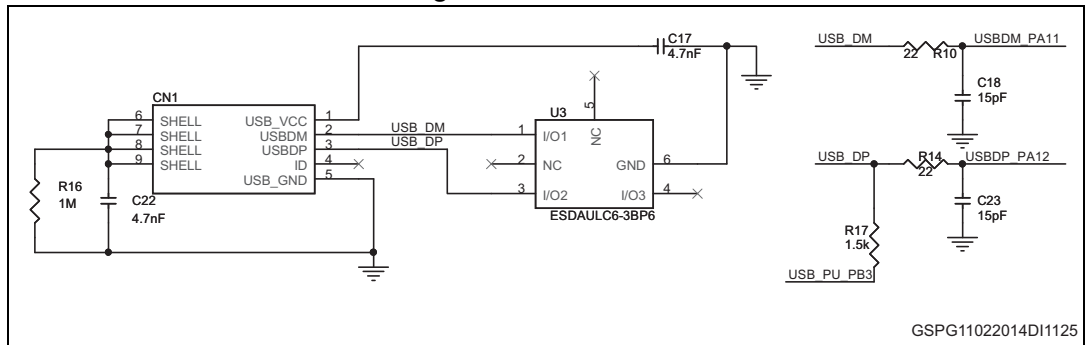 C17
4.7nF
USB_DM
22 R10
USBDM_PA11
C18
15pF
CN1
6 SHELL USB_VCC 1
7 SHELL USBDM 2 USB_DM
8 SHELL USBDP 3 USB_DP
9 SHELL ID 4
USB_GND 5
U3
5
NC
1 I/O1
2 NC GND 6
3 I/O2 I/O3 4
ESDAULC6-3BP6
R16
1M
C22
4.7nF
USB_DP
R14
22
USBDP_PA12
C23
15pF
R17
1.5k
USB_PU_PB3
GSPG11022014DI1125